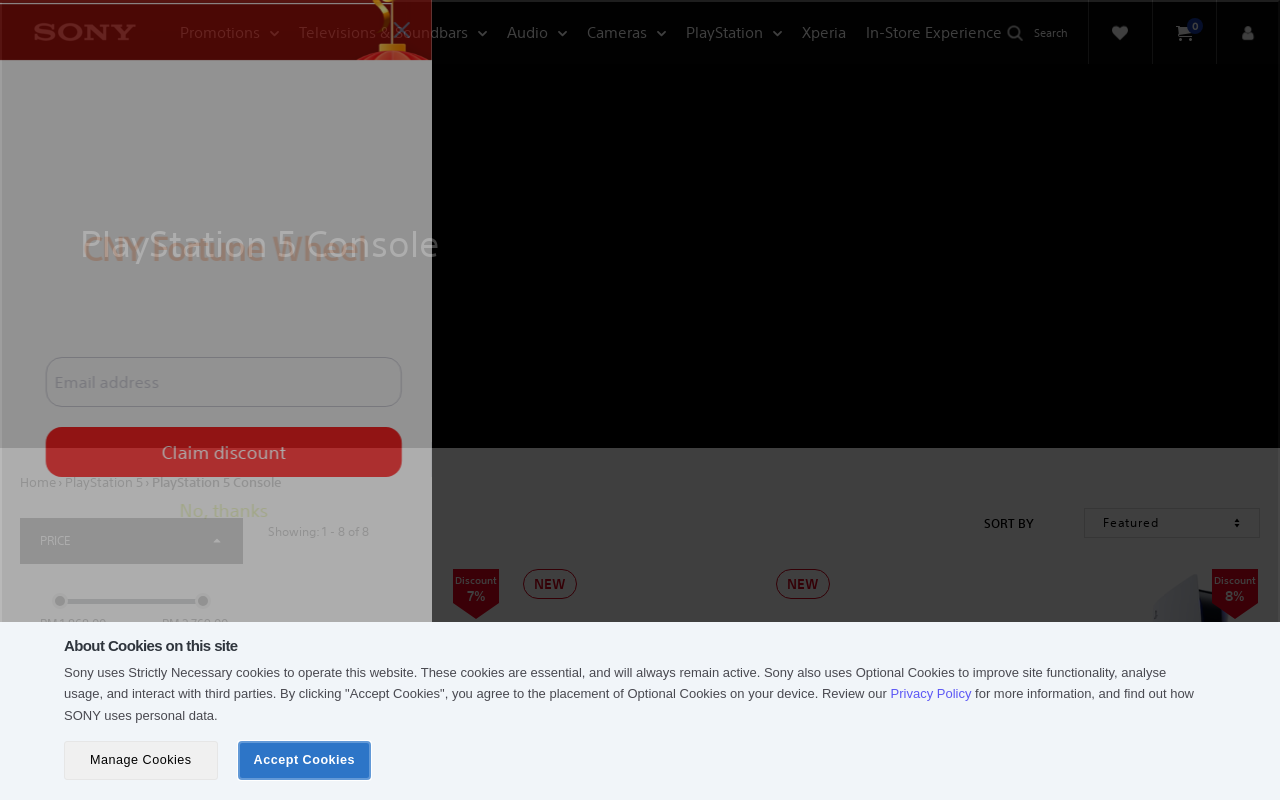 SONY
Promotions
Televisions & Soundbars
Audio
Cameras
PlayStation
Xperia
In-Store Experience
Search
0
PlayStation 5 Console
CNY Fortune Wheel
Email address
Claim discount
Home › PlayStation 5 › PlayStation 5 Console
No, thanks
PRICE
Showing: 1 - 8 of 8
SORT BY
Featured
Discount
7%
NEW
NEW
Discount
8%
About Cookies on this site
Sony uses Strictly Necessary cookies to operate this website. These cookies are essential, and will always remain active. Sony also uses Optional Cookies to improve site functionality, analyse
usage, and interact with third parties. By clicking "Accept Cookies", you agree to the placement of Optional Cookies on your device. Review our Privacy Policy for more information, and find out how
SONY uses personal data.
Manage Cookies
Accept Cookies